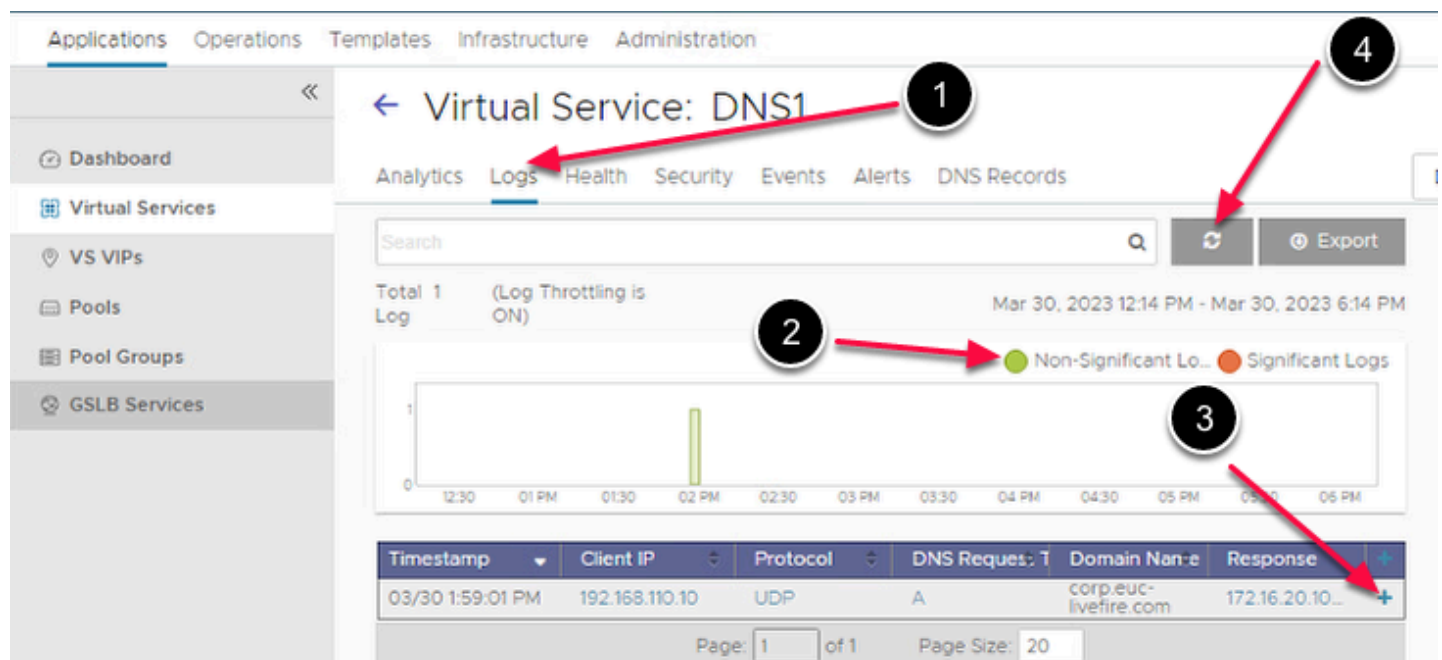 Applications Operations Templates Infrastructure Administration
4
«
← Virtual Service: DNS1
1
Dashboard
Analytics Logs Health Security Events Alerts DNS Records
Virtual Services
Search
Export
VS VIPs
Total 1 Log
(Log Throttling is ON)
Mar 30, 2023 12:14 PM - Mar 30, 2023 6:14 PM
Pools
2
Pool Groups
Non-Significant Lo... Significant Logs
GSLB Services
1
3
0
12:30 01 PM 01:30 02 PM 02:30 03 PM 03:30 04 PM 04:30 05 PM 06 PM
Timestamp Client IP Protocol DNS Request T Domain Name Response +
03/30 1:59:01 PM 192.168.110.10 UDP A corp.euc-livefire.com 172.16.20.10... +
Page: 1 of 1 Page Size: 20